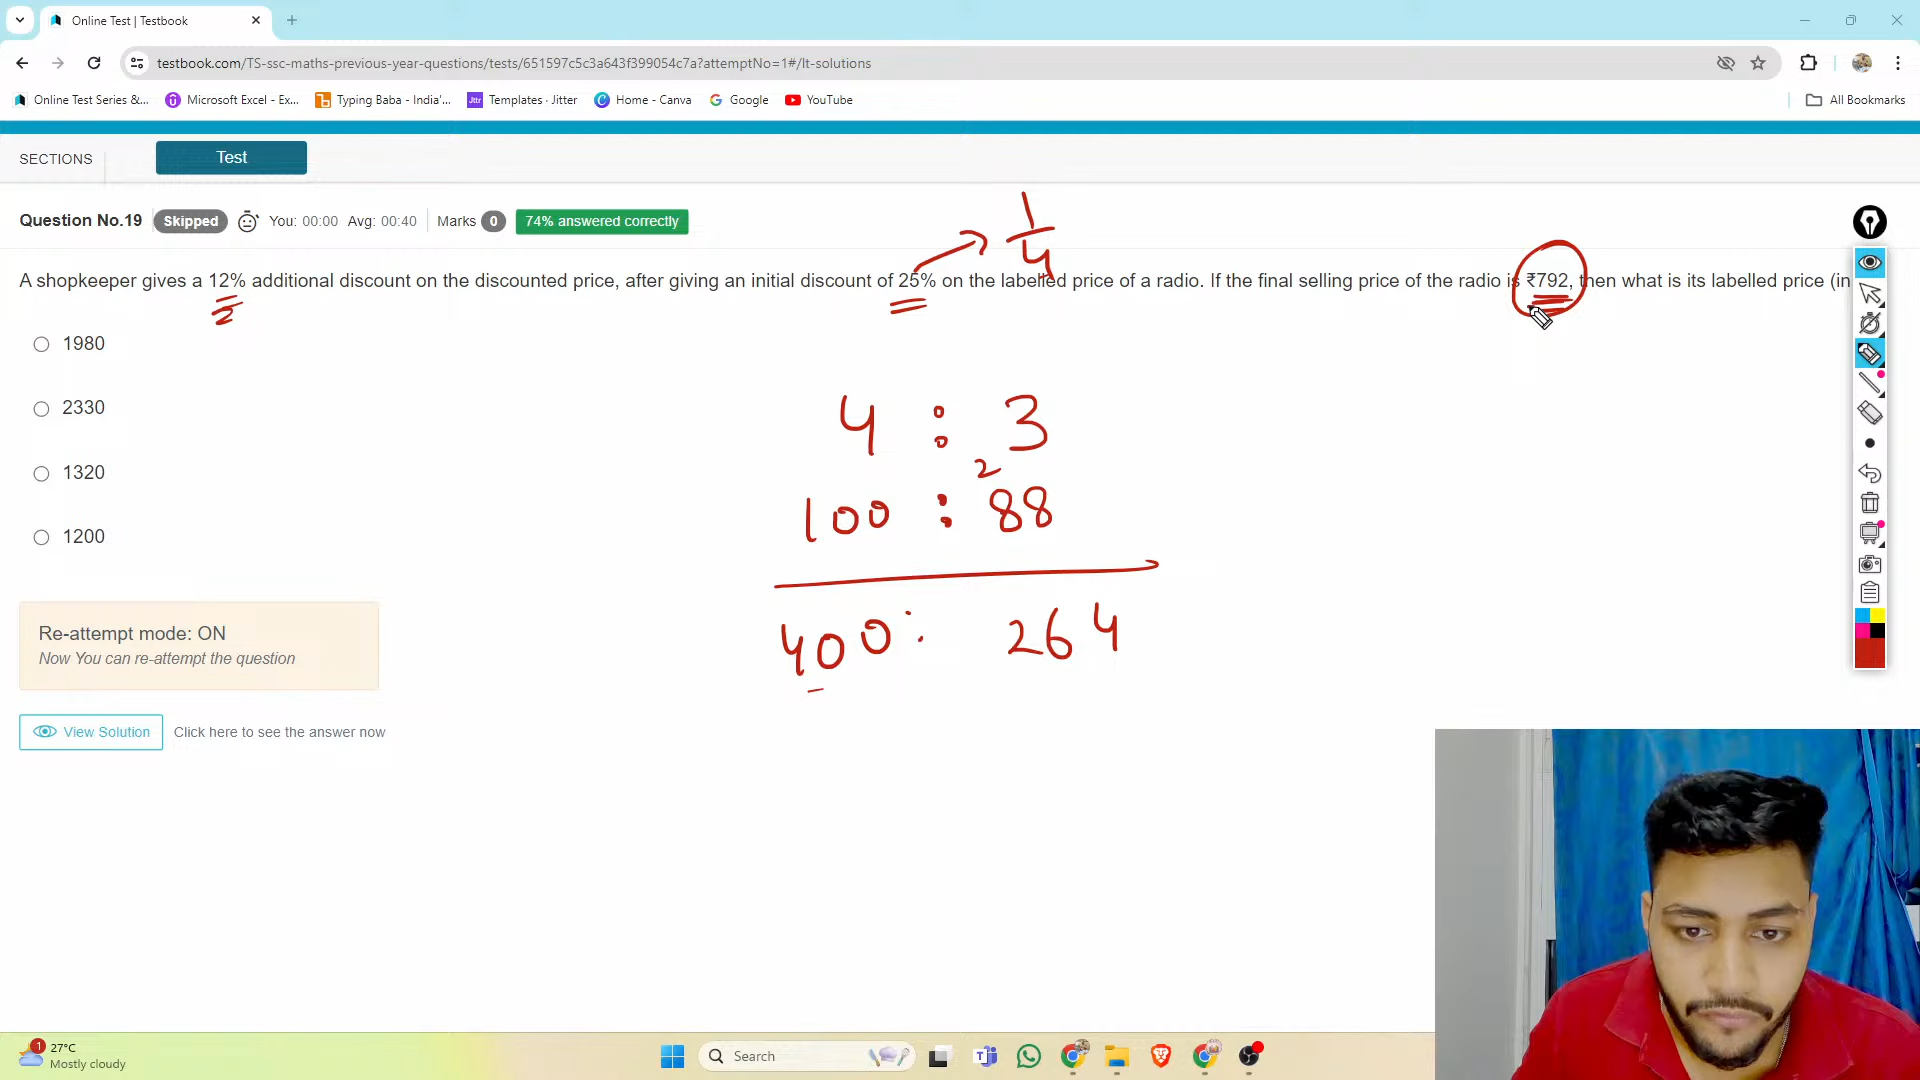 Online Test | Testbook
testbook.com/TS-ssc-maths-previous-year-questions/tests/651597c5c3a643f399054c7a?attemptNo=1#/lt-solutions
Online Test Series &... Microsoft Excel - Ex... Typing Baba - India'... Jttr Templates · Jitter Home - Canva Google YouTube All Bookmarks
SECTIONS Test
Question No.19 Skipped You: 00:00 Avg: 00:40 Marks 0 74% answered correctly
1
4
A shopkeeper gives a 12% additional discount on the discounted price, after giving an initial discount of 25% on the labelled price of a radio. If the final selling price of the radio is ₹792, then what is its labelled price (in
1980
2330
1320
1200
4 : 3
2
100 : 88
400 : 264
Re-attempt mode: ON
Now You can re-attempt the question
View Solution Click here to see the answer now
1
27°C
Mostly cloudy
Search